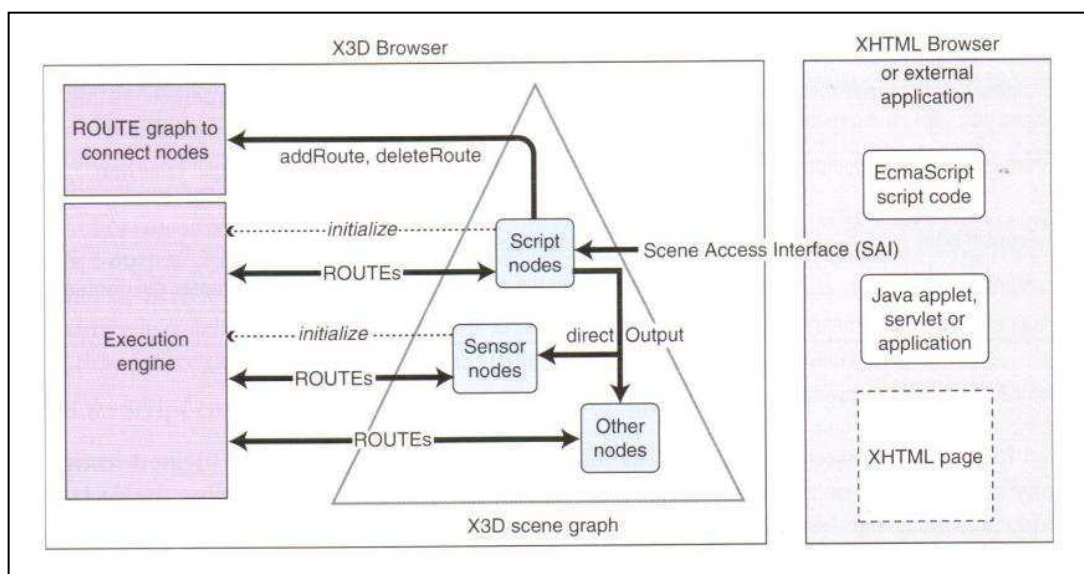 X3D Browser
ROUTE graph to
connect nodes
addRoute, deleteRoute
initialize
Script
nodes
ROUTEs
Scene Access Interface (SAI)
Execution
engine
initialize
Sensor
nodes
direct Output
ROUTEs
ROUTEs
Other
nodes
X3D scene graph
XHTML Browser
or external
application
EcmaScript
script code
Java applet,
servlet or
application
XHTML page